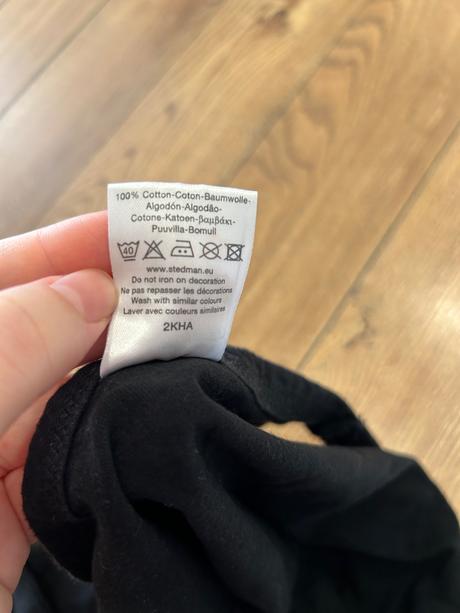 100% Cotton-Coton-Baumwolle-
Algodón-Algodão-
Cotone-Katoen-βαμβάκι-
Puuvilla-Bomull
40
www.stedman.eu
Do not iron on decoration
Ne pas repasser les décorations
Wash with similar colours
Laver avec couleurs similaires
2KHA